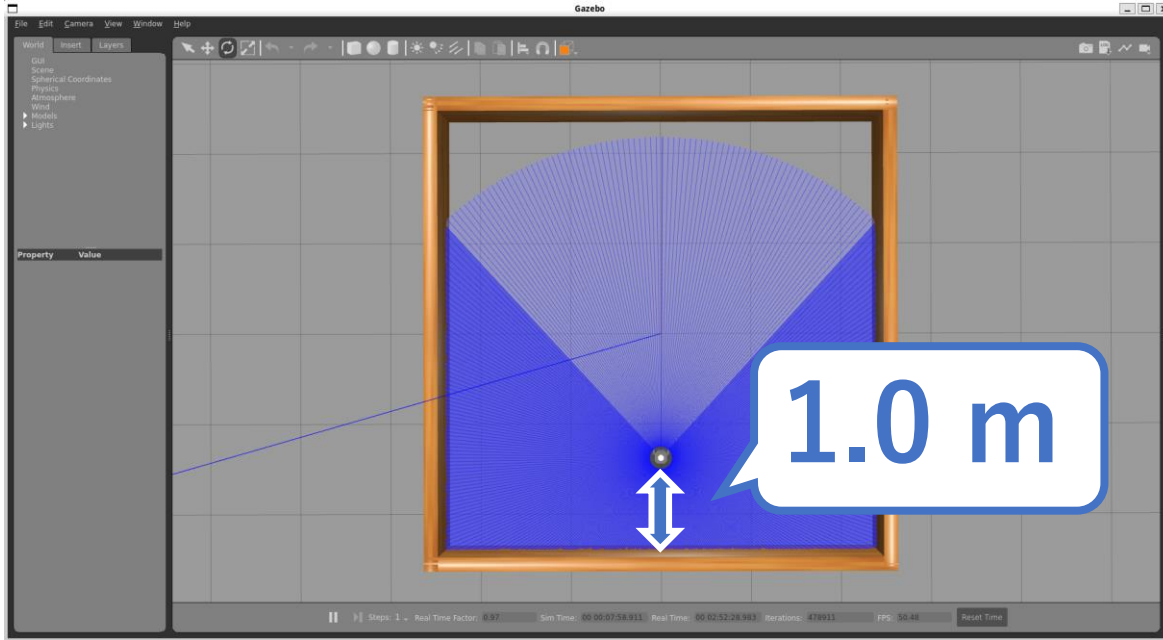 Gazebo
File Edit Camera View Window Help
World Insert Layers
GUI
Scene
Spherical Coordinates
Physics
Atmosphere
Wind
Models
Lights
Property Value
1.0 m
Steps: 1 Real Time Factor: 0.97 Sim Time: 00 00:07:58.911 Real Time: 00 02:52:28.983 Iterations: 478911 FPS: 50.48 Reset Time